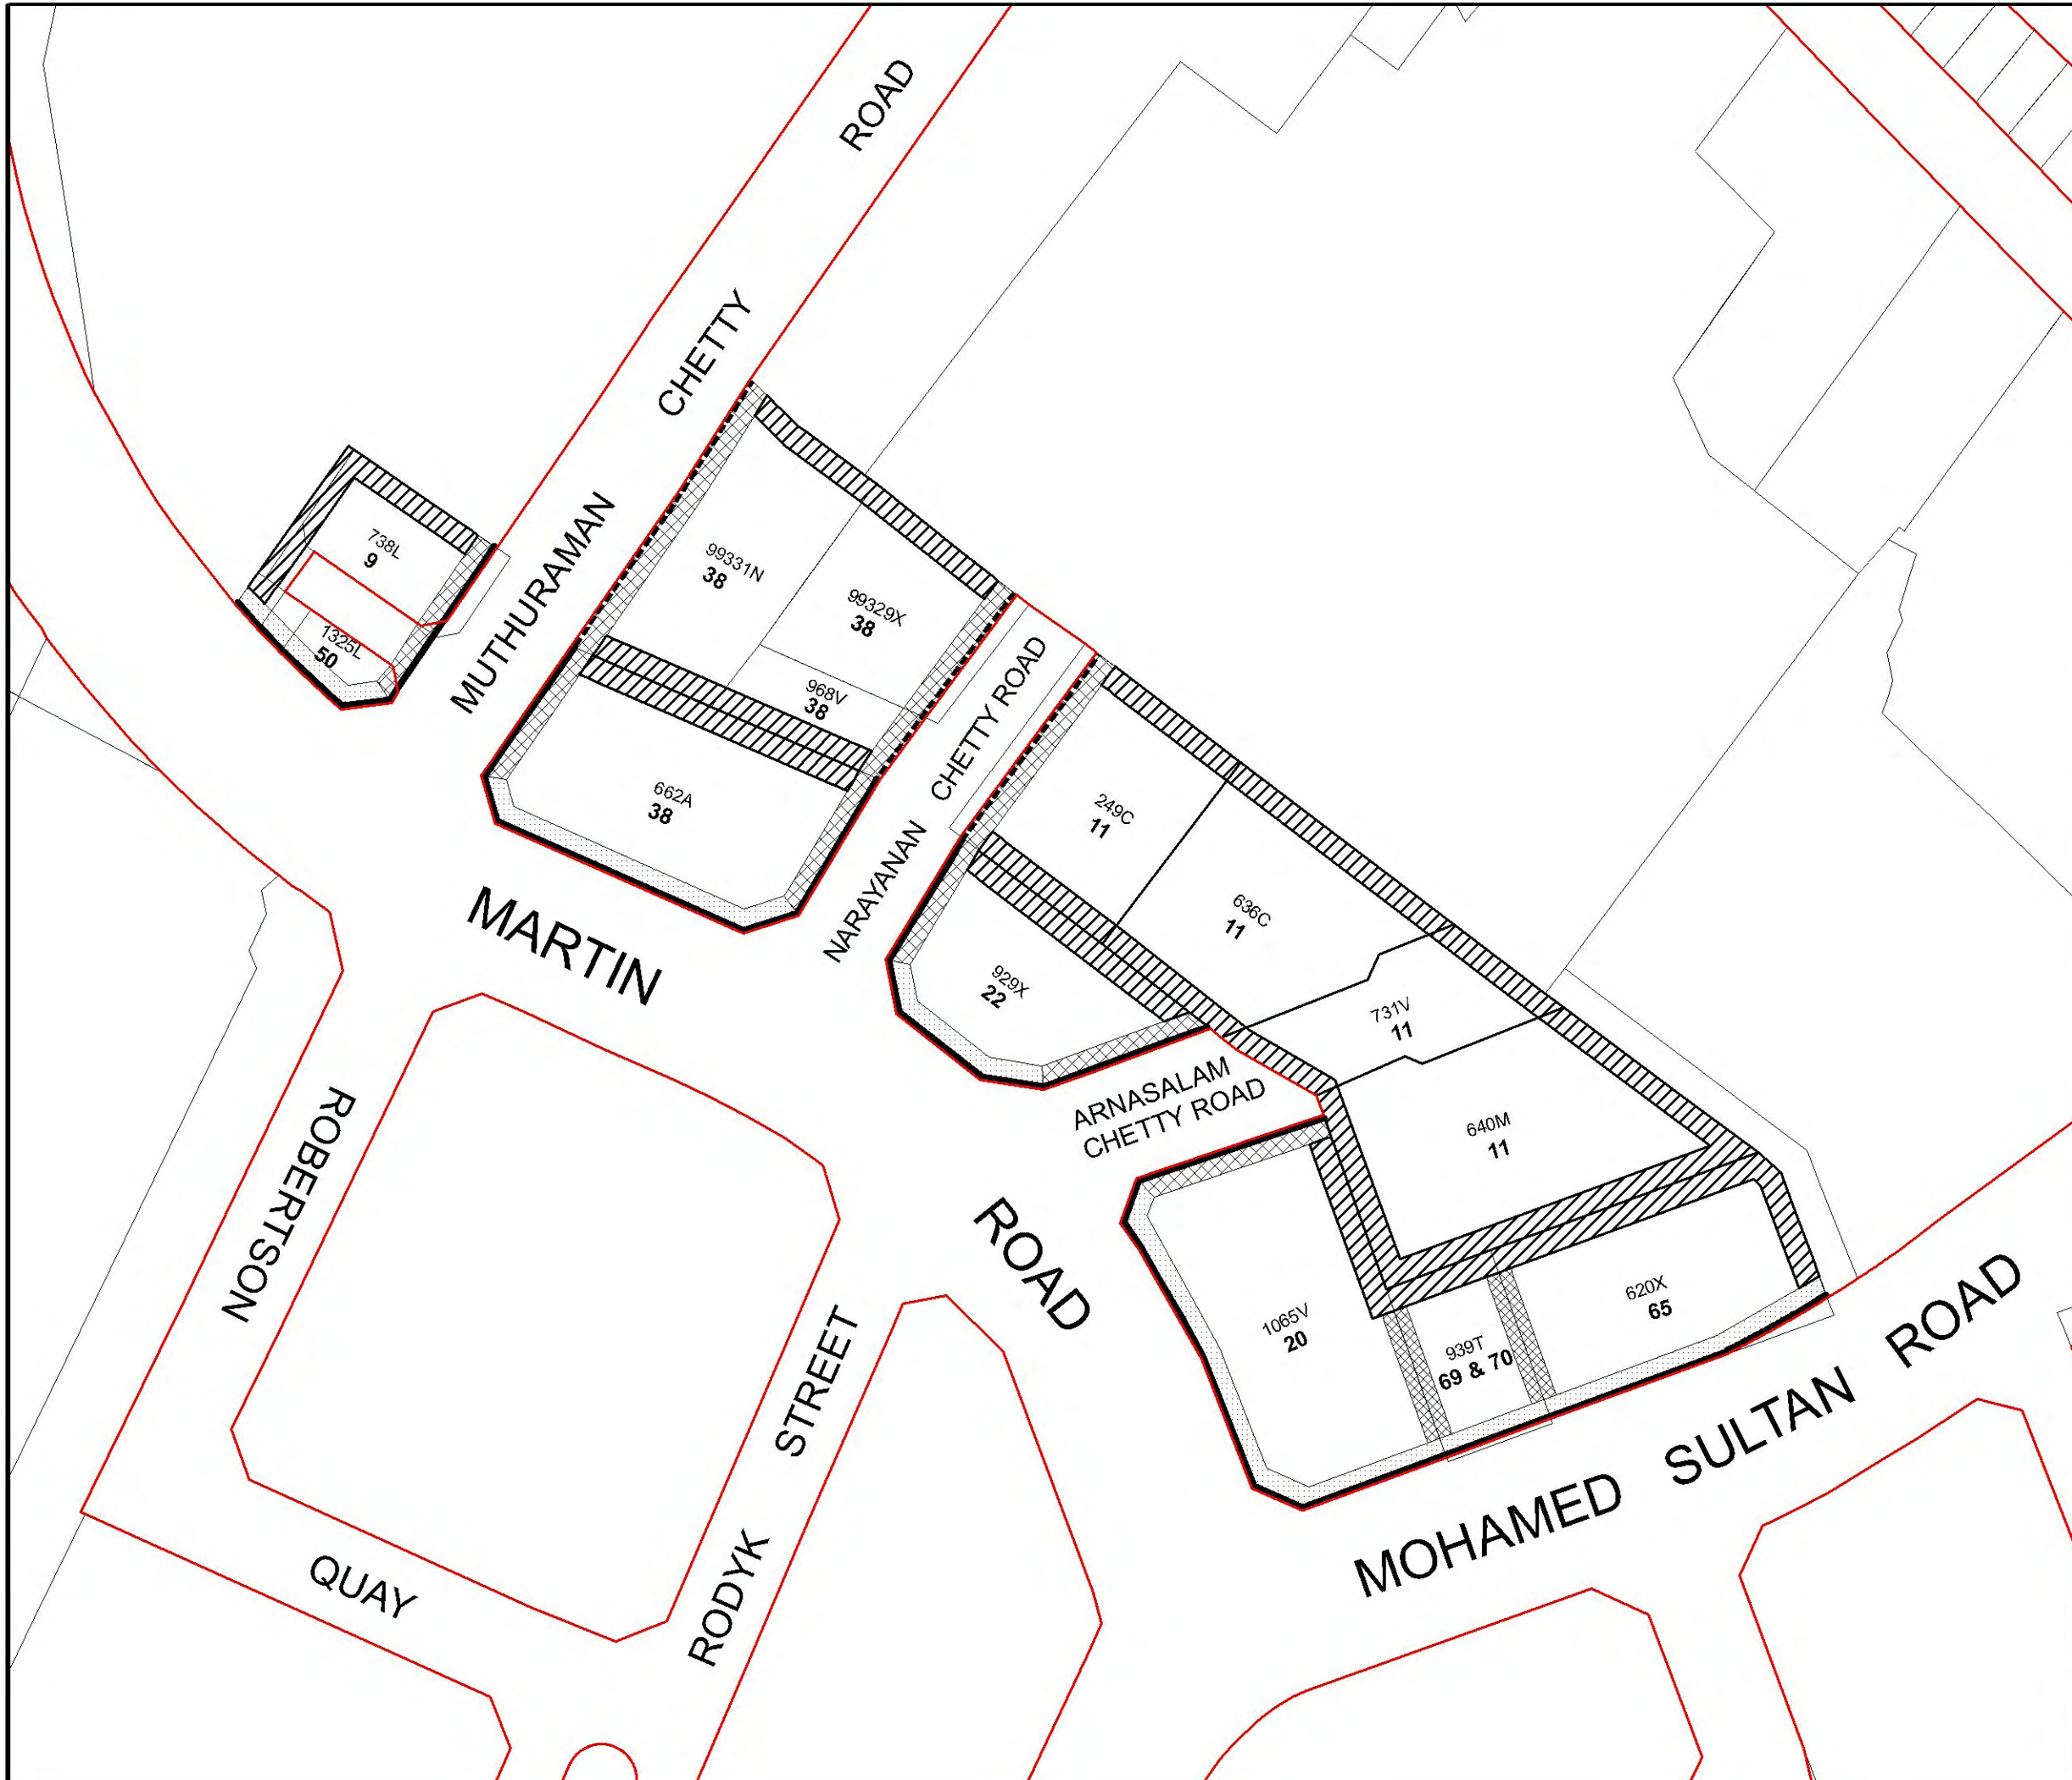 MUTHURAMAN CHETTY ROAD
738L
9
1325L
50
99331N
38
99329X
38
968V
38
662A
38
NARAYANAN CHETTY ROAD
249C
11
636C
11
731V
11
929X
22
ARNASALAM
CHETTY ROAD
640M
11
1065V
20
939T
69 & 70
620X
65
MARTIN ROAD
ROBERTSON QUAY
RODYK STREET
MOHAMED SULTAN ROAD